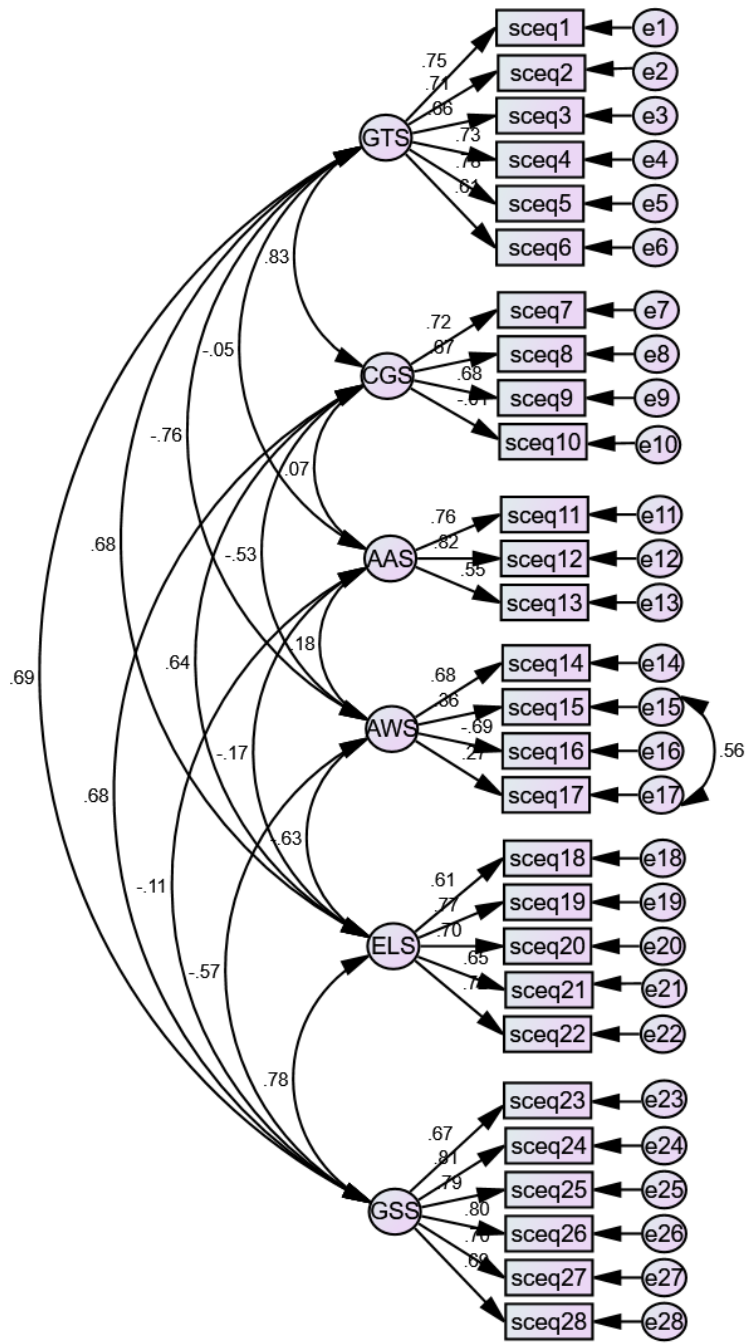 sceq1
e1
.75
sceq2
e2
.71
.66
sceq3
e3
GTS
.73
sceq4
e4
sceq5
e5
.61
sceq6
e6
.83
sceq7
e7
.72
.67
sceq8
e8
-.05
CGS
.68
sceq9
e9
-.61
sceq10
e10
-.76
.07
.76
sceq11
e11
.68
-.53
AAS
.82
sceq12
e12
.55
sceq13
e13
.18
.64
.68
sceq14
e14
.69
.36
sceq15
e15
AWS
-.69
sceq16
e16
.56
-.17
.27
sceq17
e17
.68
-.63
sceq18
e18
.61
-.11
.77
sceq19
e19
.70
ELS
sceq20
e20
-.57
.65
sceq21
e21
sceq22
e22
.78
sceq23
e23
.67
.81
sceq24
e24
.79
sceq25
e25
GSS
.80
sceq26
e26
sceq27
e27
sceq28
e28